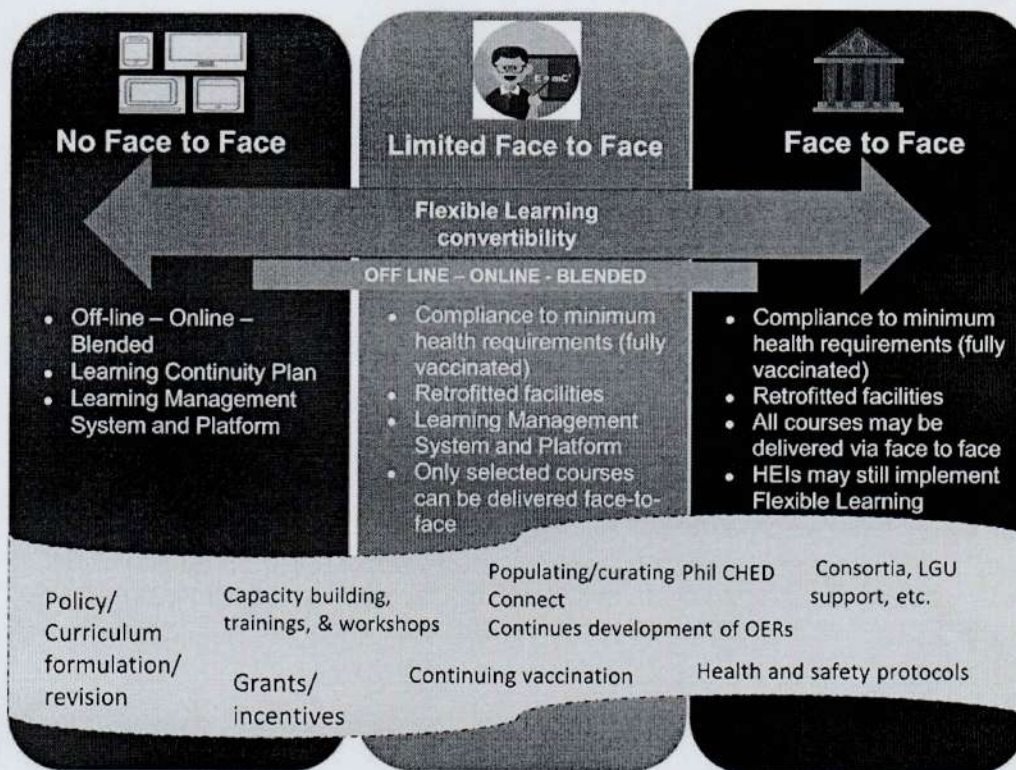 E = mC²
No Face to Face
Limited Face to Face
Face to Face
Flexible Learning
convertibility
OFF LINE – ONLINE - BLENDED
• Off-line – Online –
Blended
• Learning Continuity Plan
• Learning Management
System and Platform
• Compliance to minimum
health requirements (fully
vaccinated)
• Retrofitted facilities
• Learning Management
System and Platform
• Only selected courses
can be delivered face-to-
face
• Compliance to minimum
health requirements (fully
vaccinated)
• Retrofitted facilities
• All courses may be
delivered via face to face
• HEIs may still implement
Flexible Learning
Policy/
Curriculum
formulation/
revision
Capacity building,
trainings, & workshops
Grants/
incentives
Populating/curating Phil CHED
Connect
Continues development of OERs
Continuing vaccination
Consortia, LGU
support, etc.
Health and safety protocols